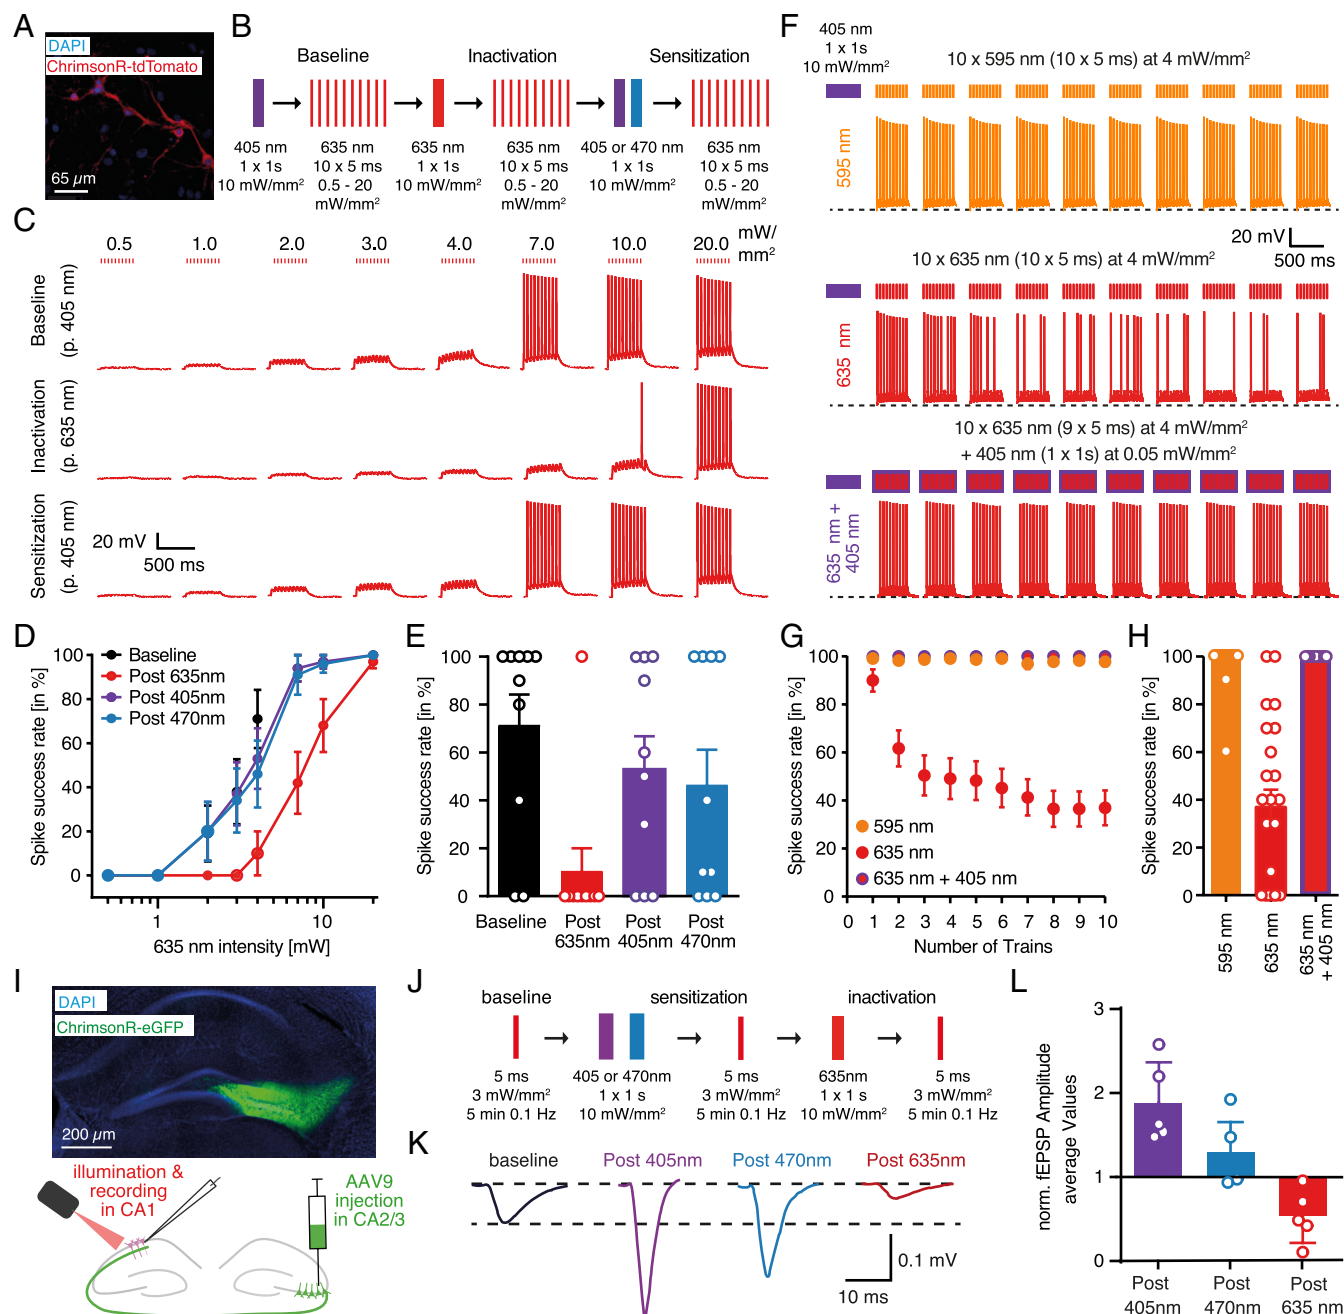 A
DAPI
ChrimsonR-tdTomato
65 µm
B
Baseline
Inactivation
Sensitization
405 nm
1 x 1s
10 mW/mm²
635 nm
10 x 5 ms
0.5 - 20
mW/mm²
635 nm
1 x 1s
10 mW/mm²
635 nm
10 x 5 ms
0.5 - 20
mW/mm²
405 or 470 nm
1 x 1s
10 mW/mm²
635 nm
10 x 5 ms
0.5 - 20
mW/mm²
C
0.5 1.0 2.0 3.0 4.0 7.0 10.0 20.0 mW/
mm²
Baseline
(p. 405 nm)
Inactivation
(p. 635 nm)
Sensitization
(p. 405 nm)
20 mV
500 ms
D
Spike success rate [in %]
100
80
60
40
20
0
Baseline
Post 635nm
Post 405nm
Post 470nm
1 10
635 nm intensity [mW]
E
Spike success rate [in %]
100
80
60
40
20
0
Baseline
Post
635nm
Post
405nm
Post
470nm
F
405 nm
1 x 1s
10 mW/mm²
10 x 595 nm (10 x 5 ms) at 4 mW/mm²
595 nm
20 mV
500 ms
10 x 635 nm (10 x 5 ms) at 4 mW/mm²
635 nm
10 x 635 nm (9 x 5 ms) at 4 mW/mm²
+ 405 nm (1 x 1s) at 0.05 mW/mm²
635 nm +
405 nm
G
Spike success rate [in %]
100
80
60
40
20
0
595 nm
635 nm
635 nm + 405 nm
0 1 2 3 4 5 6 7 8 9 10
Number of Trains
H
Spike success rate [in %]
100
80
60
40
20
0
595 nm
635 nm
635 nm
+ 405 nm
I
DAPI
ChrimsonR-eGFP
200 µm
illumination &
recording
in CA1
AAV9
injection
in CA2/3
J
baseline
sensitization
inactivation
5 ms
3 mW/mm²
5 min 0.1 Hz
405 or 470nm
1 x 1 s
10 mW/mm²
5 ms
3 mW/mm²
5 min 0.1 Hz
635nm
1 x 1 s
10 mW/mm²
5 ms
3 mW/mm²
5 min 0.1 Hz
K
baseline
Post 405nm
Post 470nm
Post 635nm
0.1 mV
10 ms
L
norm. fEPSP Amplitude
average Values
3
2
1
0
Post
405nm
Post
470nm
Post
635 nm